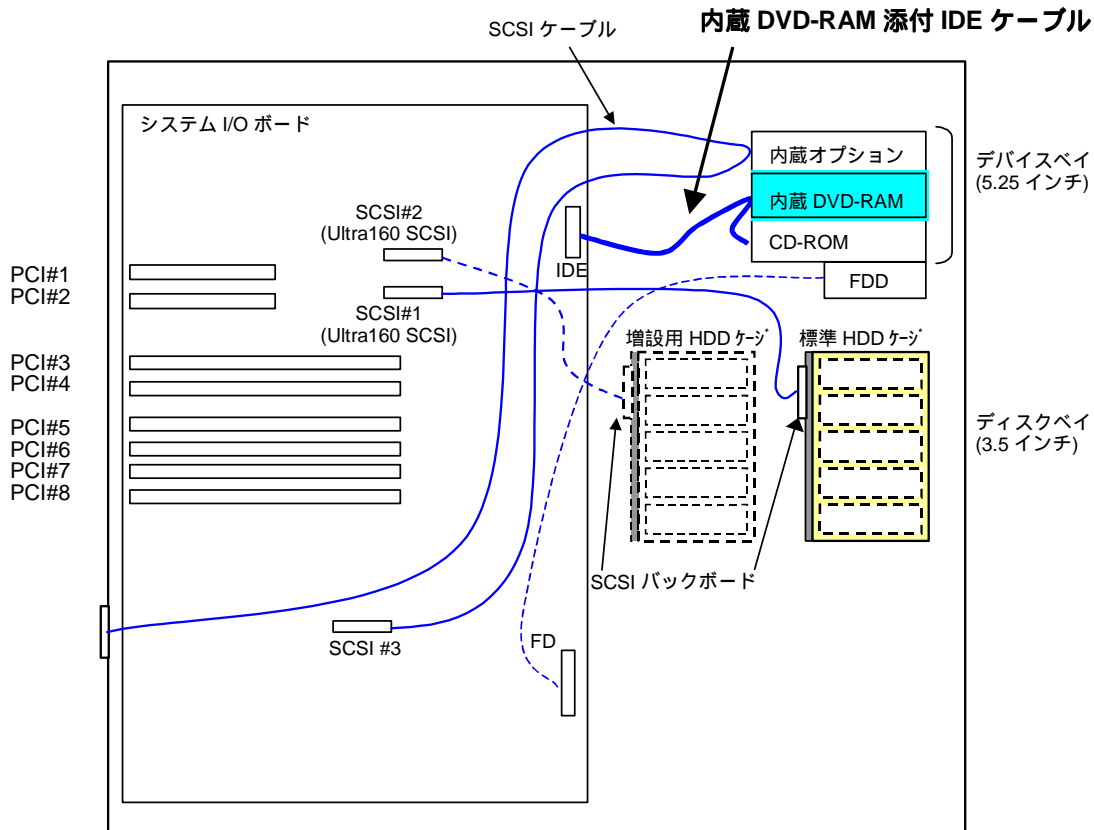 SCSI ケーブル
内蔵 DVD-RAM 添付 IDE ケーブル
システム I/O ボード
内蔵オプション
内蔵 DVD-RAM
CD-ROM
FDD
デバイスベイ
(5.25 インチ)
SCSI#2
(Ultra160 SCSI)
IDE
PCI#1
PCI#2
SCSI#1
(Ultra160 SCSI)
増設用 HDD ｹｰｼﾞ
標準 HDD ｹｰｼﾞ
PCI#3
PCI#4
PCI#5
PCI#6
PCI#7
PCI#8
ディスクベイ
(3.5 インチ)
SCSI バックボード
SCSI #3
FD